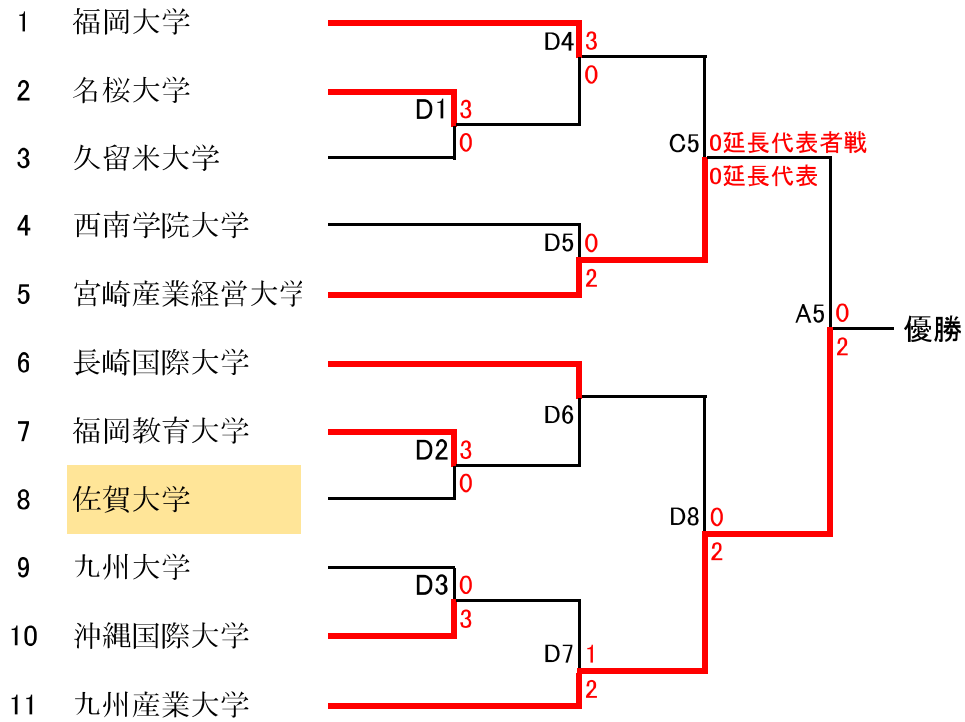 1 福岡大学
D4 3
0
2 名桜大学
D1 3
0
3 久留米大学
C5 0延長代表者戦
0延長代表
4 西南学院大学
D5 0
2
5 宮崎産業経営大学
A5 0
2
優勝
6 長崎国際大学
D6
7 福岡教育大学
D2 3
0
8 佐賀大学
D8 0
2
9 九州大学
D3 0
3
10 沖縄国際大学
D7 1
2
11 九州産業大学